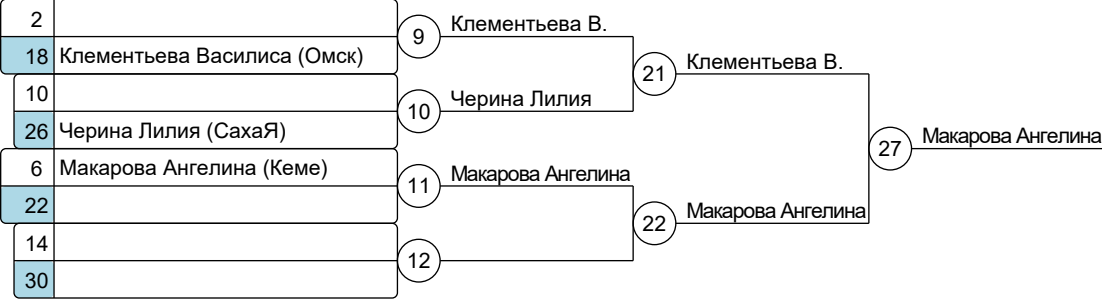 2
18 Клементьева Василиса (Омск)
9 Клементьева В.
10
26 Черина Лилия (СахаЯ)
10 Черина Лилия
21 Клементьева В.
6 Макарова Ангелина (Кеме)
22
11 Макарова Ангелина
14
30
12
22 Макарова Ангелина
27 Макарова Ангелина